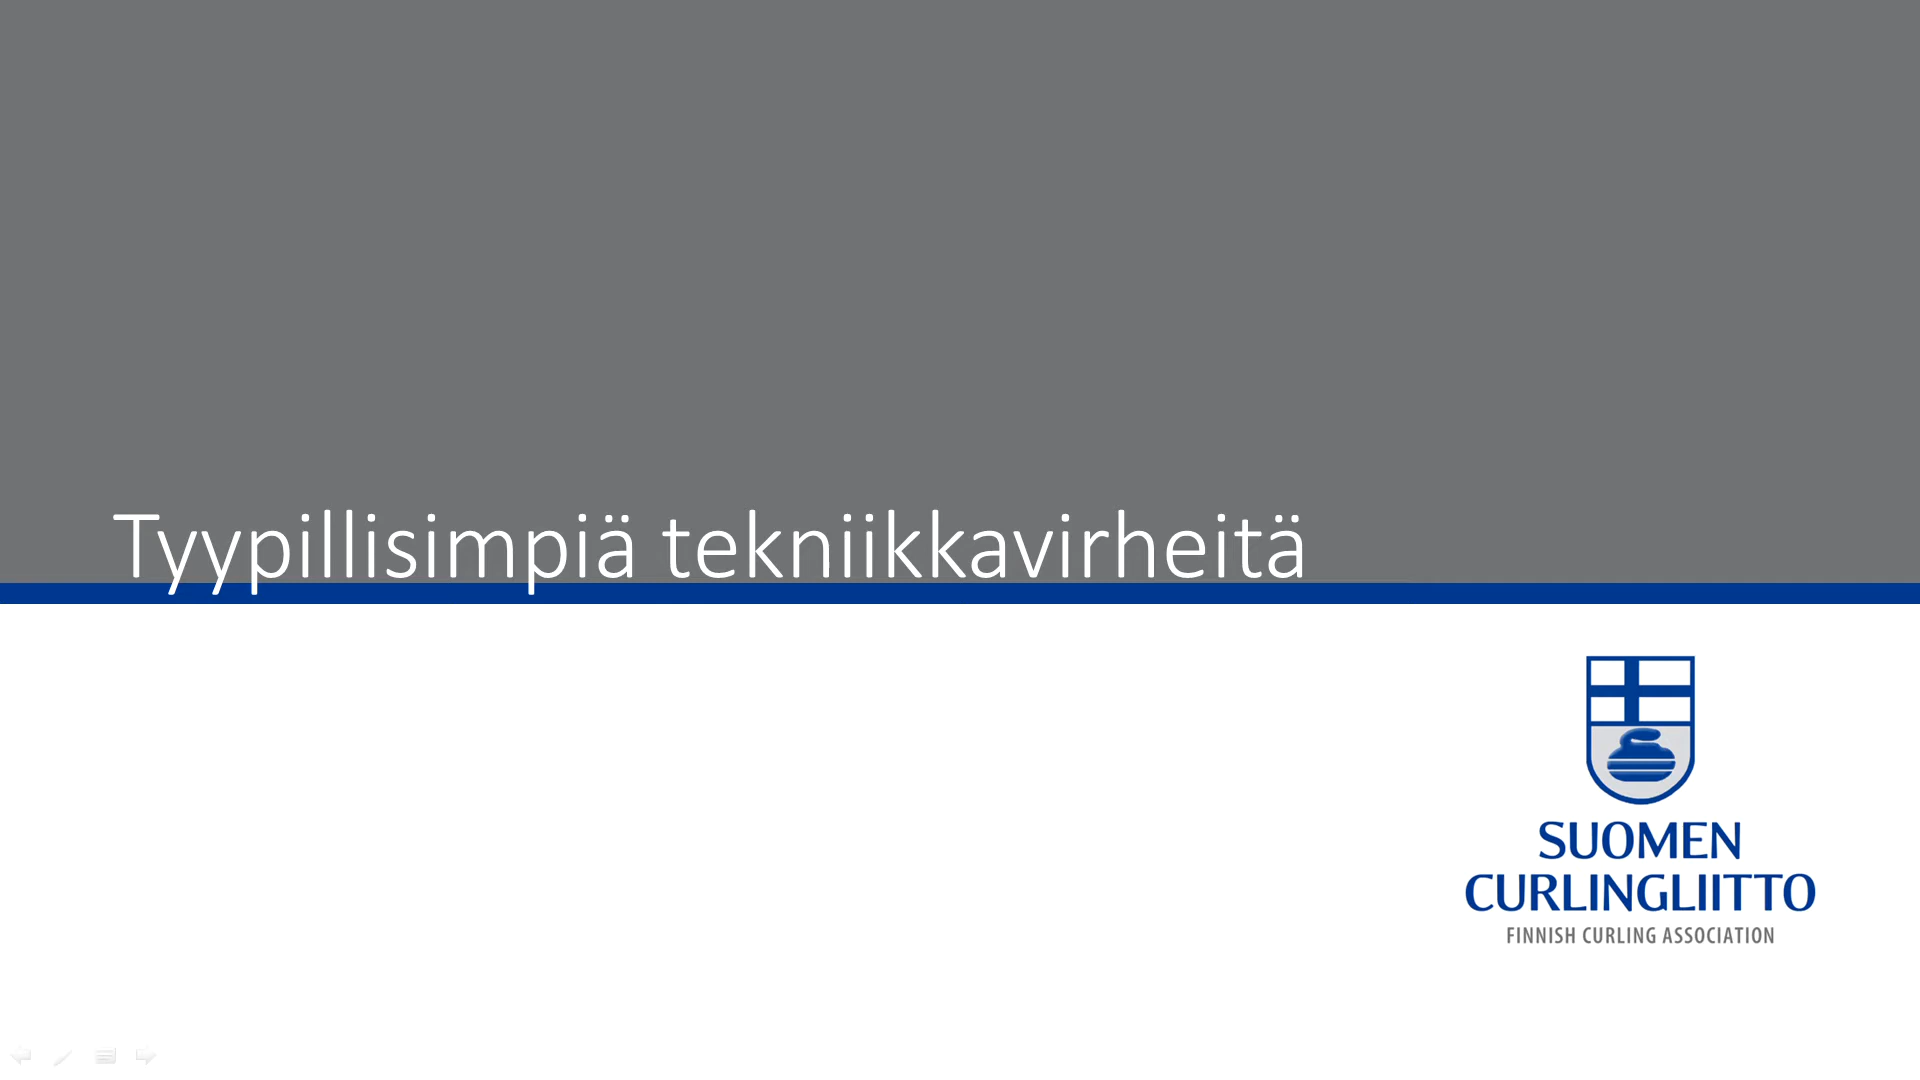 Tyypillisimpiä tekniikkavirheitä
SUOMEN
CURLINGLIITTO
FINNISH CURLING ASSOCIATION